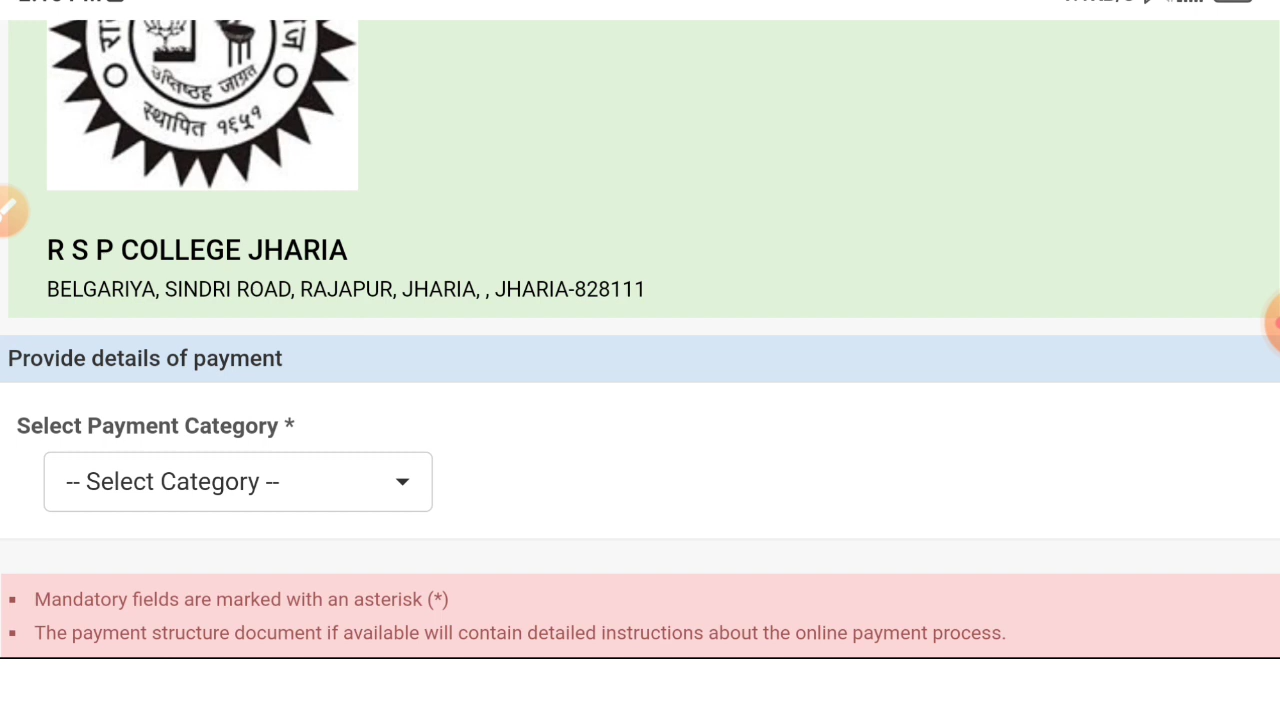 उत्तिष्ठह जाग्रत
स्थापित १९५१
R S P COLLEGE JHARIA
BELGARIYA, SINDRI ROAD, RAJAPUR, JHARIA, , JHARIA-828111
Provide details of payment
Select Payment Category *
-- Select Category --
Mandatory fields are marked with an asterisk (*)
The payment structure document if available will contain detailed instructions about the online payment process.